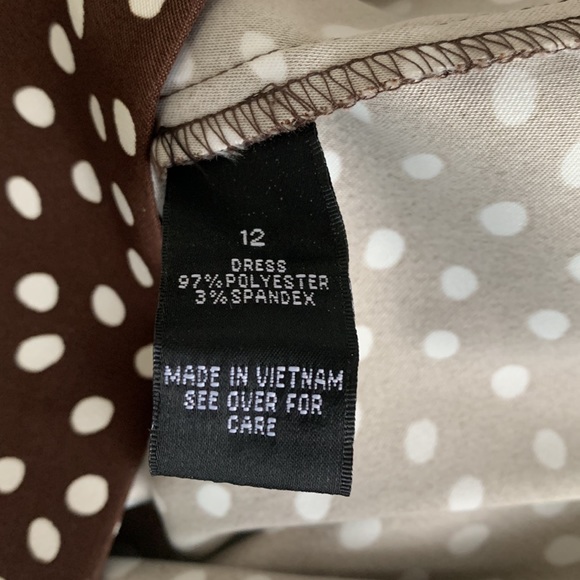 12
DRESS
97% POLYESTER
3% SPANDEX
MADE IN VIETNAM
SEE OVER FOR
CARE